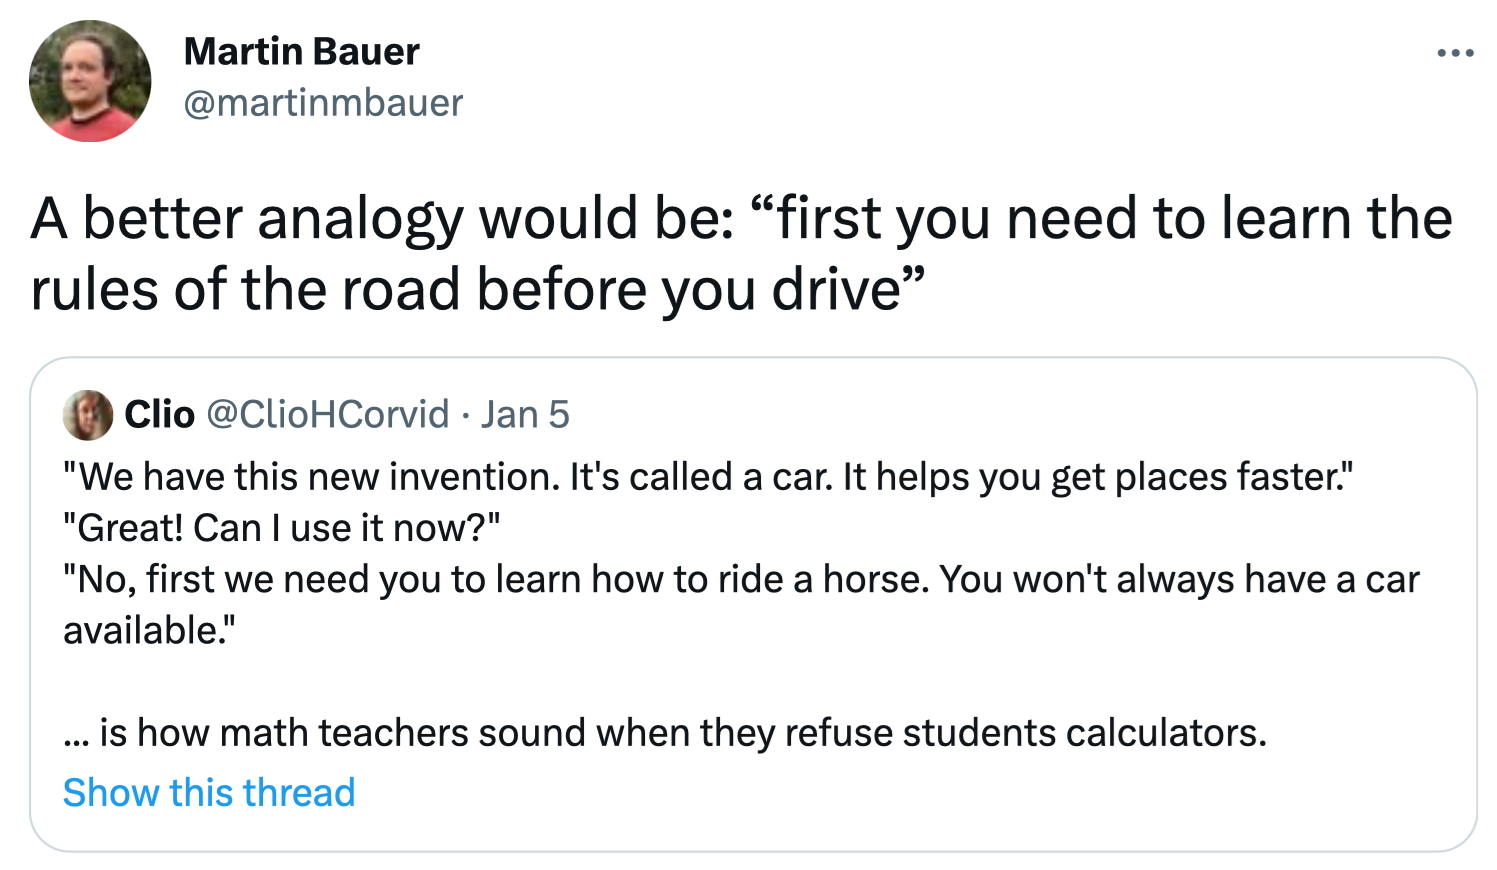 Martin Bauer
@martinmbauer
A better analogy would be: “first you need to learn the
rules of the road before you drive”
Clio @ClioHCorvid · Jan 5
"We have this new invention. It's called a car. It helps you get places faster."
"Great! Can I use it now?"
"No, first we need you to learn how to ride a horse. You won't always have a car
available."
... is how math teachers sound when they refuse students calculators.
Show this thread